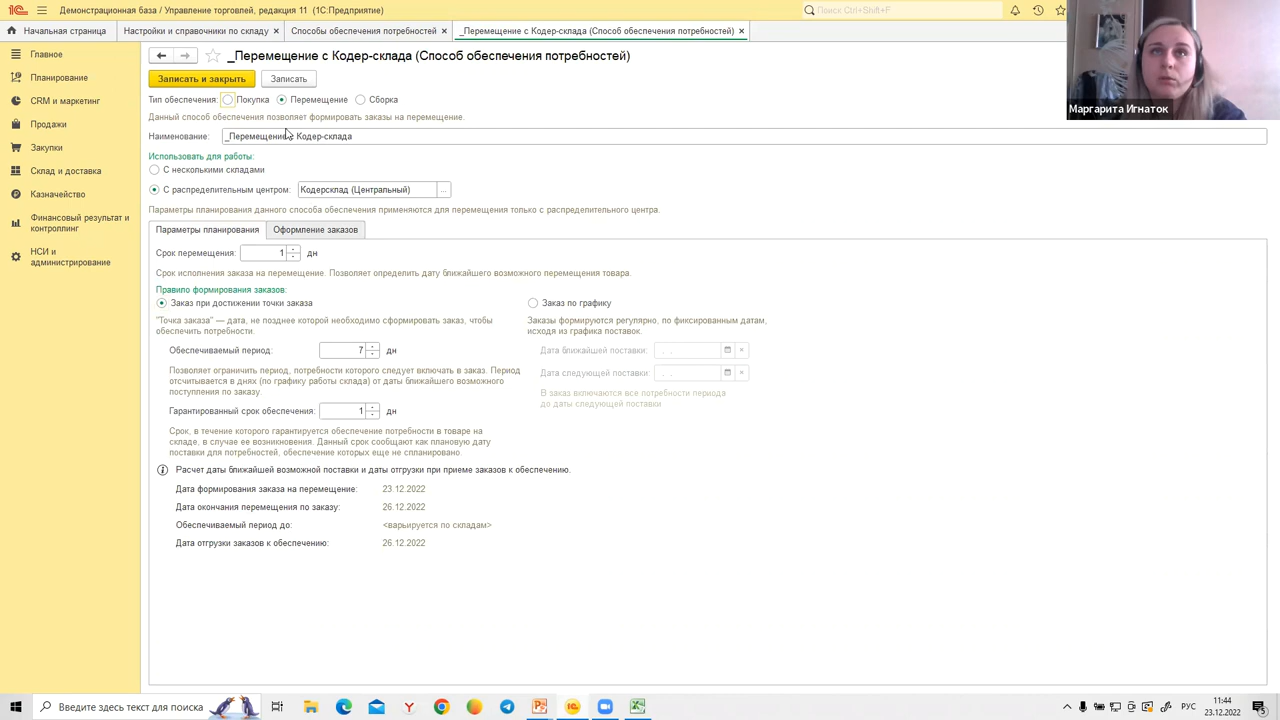 Демонстрационная база / Управление торговлей, редакция 11 (1С:Предприятие)
Поиск Ctrl+Shift+F
Начальная страница
Настройки и справочники по складу ×
Способы обеспечения потребностей ×
_Перемещение с Кодер-склада (Способ обеспечения потребностей) ×
Главное
Планирование
CRM и маркетинг
Продажи
Закупки
Склад и доставка
Казначейство
Финансовый результат и
контроллинг
НСИ и
администрирование
_Перемещение с Кодер-склада (Способ обеспечения потребностей)
Записать и закрыть
Записать
Тип обеспечения: Покупка Перемещение Сборка
Данный способ обеспечения позволяет формировать заказы на перемещение.
Наименование: _Перемещение Кодер-склада
Использовать для работы:
С несколькими складами
С распределительным центром: Кодерсклад (Центральный) ...
Параметры планирования данного способа обеспечения применяются для перемещения только с распределительного центра.
Параметры планирования
Оформление заказов
Срок перемещения: 1 дн
Срок исполнения заказа на перемещение. Позволяет определить дату ближайшего возможного перемещения товара.
Правило формирования заказов:
Заказ при достижении точки заказа
"Точка заказа" — дата, не позднее которой необходимо сформировать заказ, чтобы
обеспечить потребности.
Обеспечиваемый период: 7 дн
Позволяет ограничить период, потребности которого следует включать в заказ. Период
отсчитывается в днях (по графику работы склада) от даты ближайшего возможного
поступления по заказу.
Гарантированный срок обеспечения: 1 дн
Срок, в течение которого гарантируется обеспечение потребности в товаре на
складе, в случае ее возникновения. Данный срок сообщают как плановую дату
поставки для потребностей, обеспечение которых еще не спланировано.
Заказ по графику
Заказы формируются регулярно, по фиксированным датам,
исходя из графика поставок.
Дата ближайшей поставки: . .
Дата следующей поставки: . .
В заказ включаются все потребности периода
до даты следующей поставки
Расчет даты ближайшей возможной поставки и даты отгрузки при приеме заказов к обеспечению.
Дата формирования заказа на перемещение: 23.12.2022
Дата окончания перемещения по заказу: 26.12.2022
Обеспечиваемый период до: <варьируется по складам>
Дата отгрузки заказов к обеспечению: 26.12.2022
Маргарита Игнаток
Введите здесь текст для поиска
РУС
11:44
23.12.2022
5